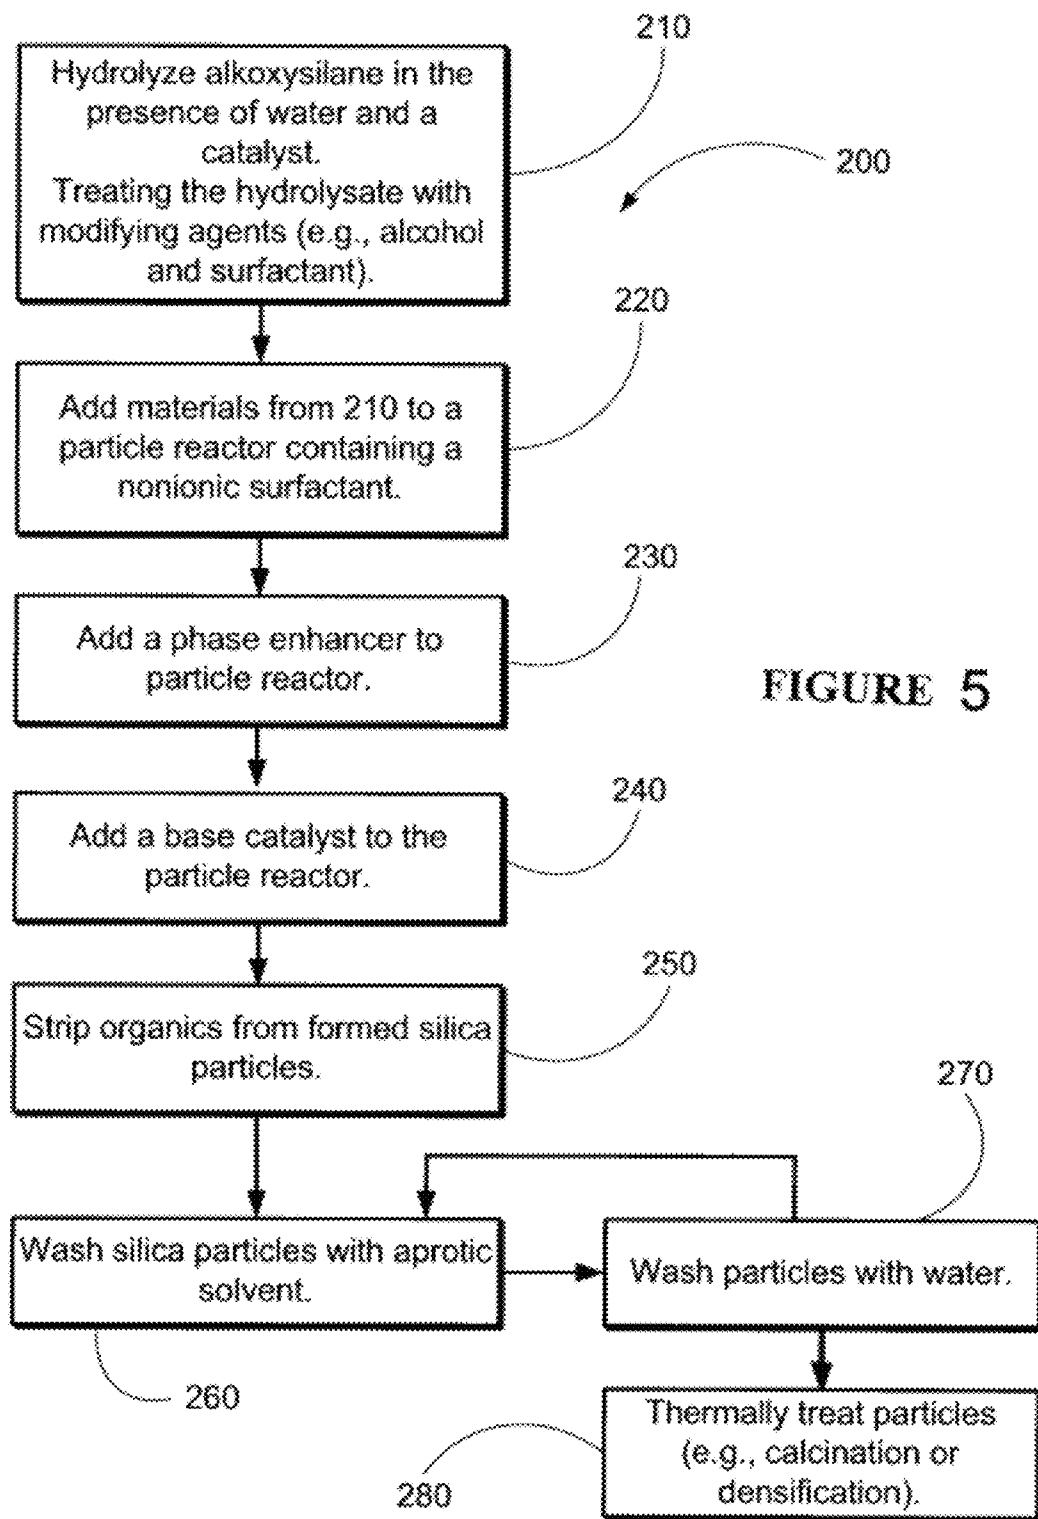 210
Hydrolyze alkoxysilane in the
presence of water and a
catalyst.
Treating the hydrolysate with
modifying agents (e.g., alcohol
and surfactant).
200
220
Add materials from 210 to a
particle reactor containing a
nonionic surfactant.
230
Add a phase enhancer to
particle reactor.
FIGURE 5
240
Add a base catalyst to the
particle reactor.
250
Strip organics from formed silica
particles.
270
Wash silica particles with aprotic
solvent.
Wash particles with water.
260
Thermally treat particles
(e.g., calcination or
densification).
280